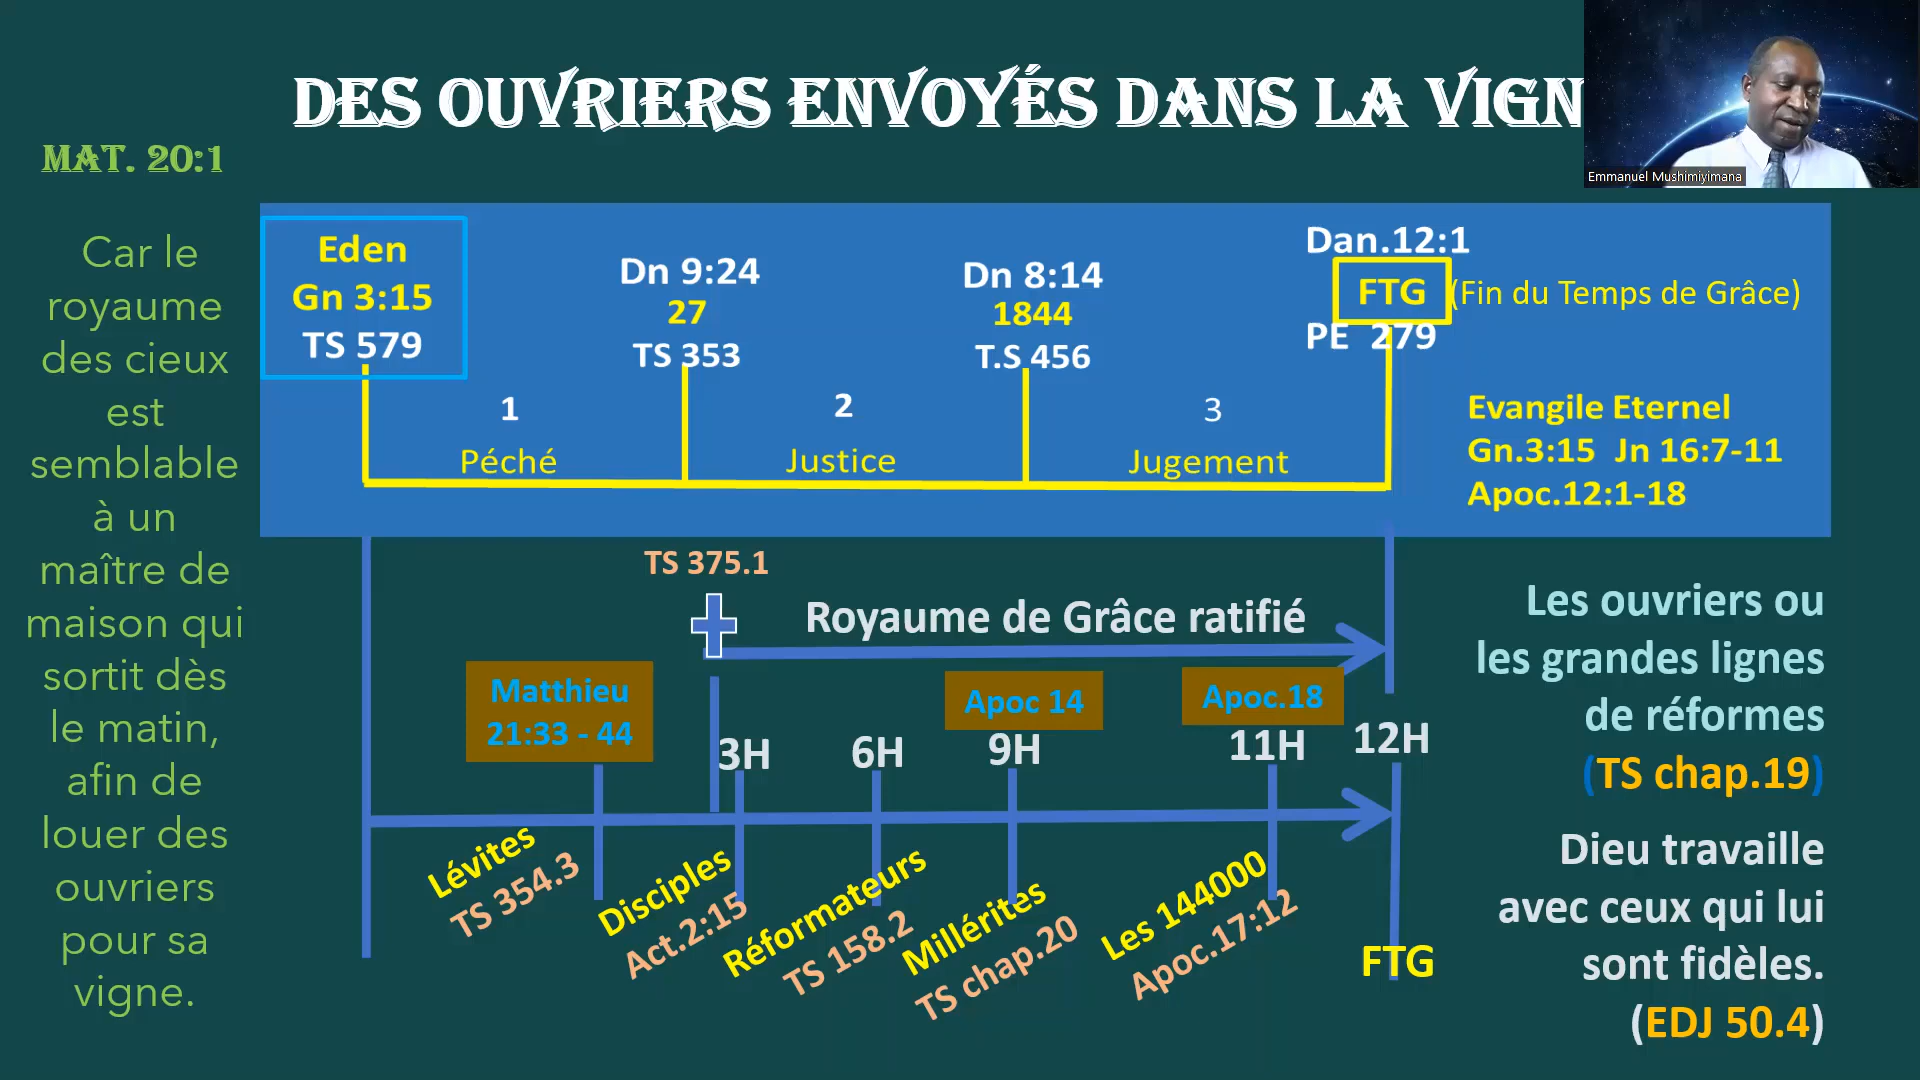 DES OUVRIERS ENVOYÉS DANS LA VIGN
Emmanuel Mushimiyimana
MAT. 20:1
Car le
royaume
des cieux
est
semblable
à un
maître de
maison qui
sortit dès
le matin,
afin de
louer des
ouvriers
pour sa
vigne.
Eden
Gn 3:15
TS 579
Dn 9:24
27
TS 353
Dn 8:14
1844
T.S 456
Dan.12:1
FTG (Fin du Temps de Grâce)
PE 279
1
Péché
2
Justice
3
Jugement
Evangile Eternel
Gn.3:15 Jn 16:7-11
Apoc.12:1-18
TS 375.1
Royaume de Grâce ratifié
Matthieu
21:33 - 44
Apoc 14
Apoc.18
3H
6H
9H
11H
12H
Lévites
TS 354.3
Disciples
Act.2:15
Réformateurs
TS 158.2
Millérites
TS chap.20
Les 144000
Apoc.17:12
FTG
Les ouvriers ou
les grandes lignes
de réformes
(TS chap.19)
Dieu travaille
avec ceux qui lui
sont fidèles.
(EDJ 50.4)